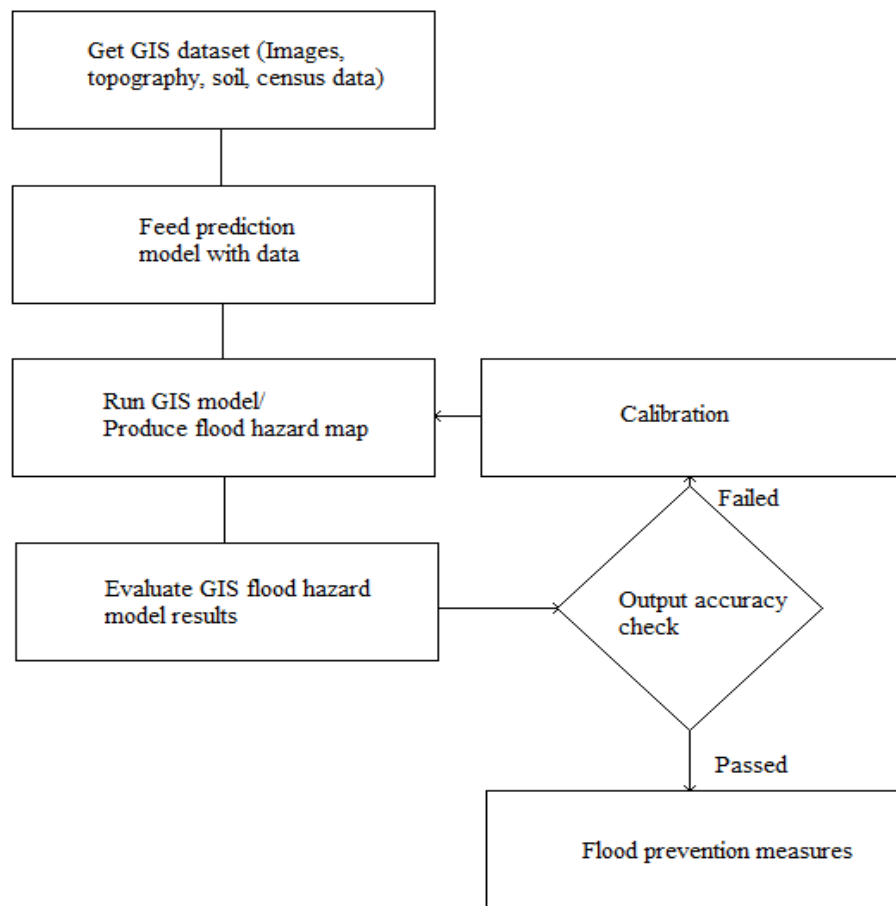 Get GIS dataset (Images,
topography, soil, census data)
Feed prediction
model with data
Run GIS model/
Produce flood hazard map
Calibration
Failed
Evaluate GIS flood hazard
model results
Output accuracy
check
Passed
Flood prevention measures